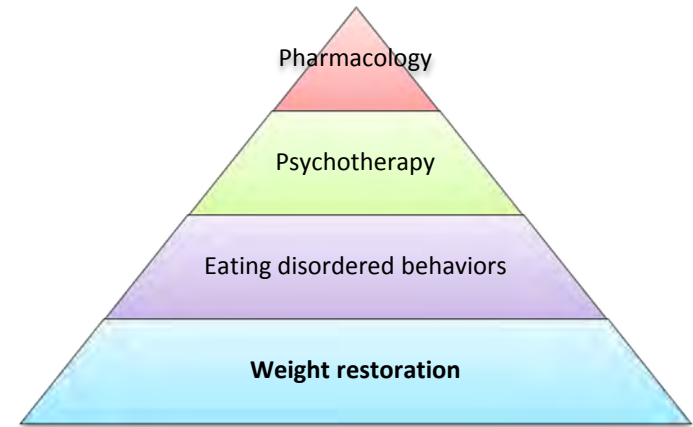 Pharmacology
Psychotherapy
Eating disordered behaviors
Weight restoration